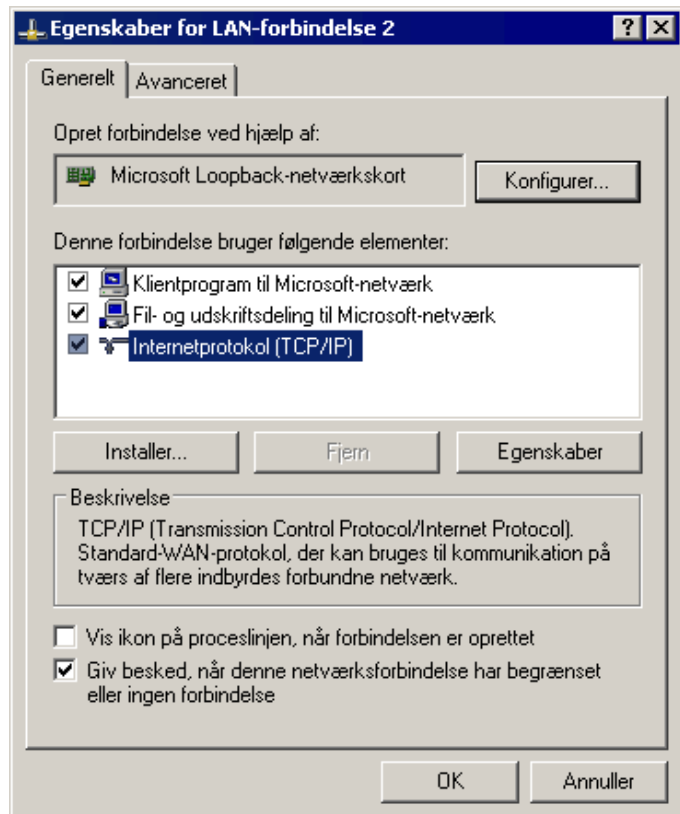 Egenskaber for LAN-forbindelse 2
Generelt
Avanceret
Opret forbindelse ved hjælp af:
Microsoft Loopback-netværkskort
Konfigurer...
Denne forbindelse bruger følgende elementer:
Klientprogram til Microsoft-netværk
Fil- og udskriftsdeling til Microsoft-netværk
Internetprotokol (TCP/IP)
Installer...
Fjern
Egenskaber
Beskrivelse
TCP/IP (Transmission Control Protocol/Internet Protocol).
Standard-WAN-protokol, der kan bruges til kommunikation på
tværs af flere indbyrdes forbundne netværk.
Vis ikon på proceslinjen, når forbindelsen er oprettet
Giv besked, når denne netværksforbindelse har begrænset
eller ingen forbindelse
OK
Annuller